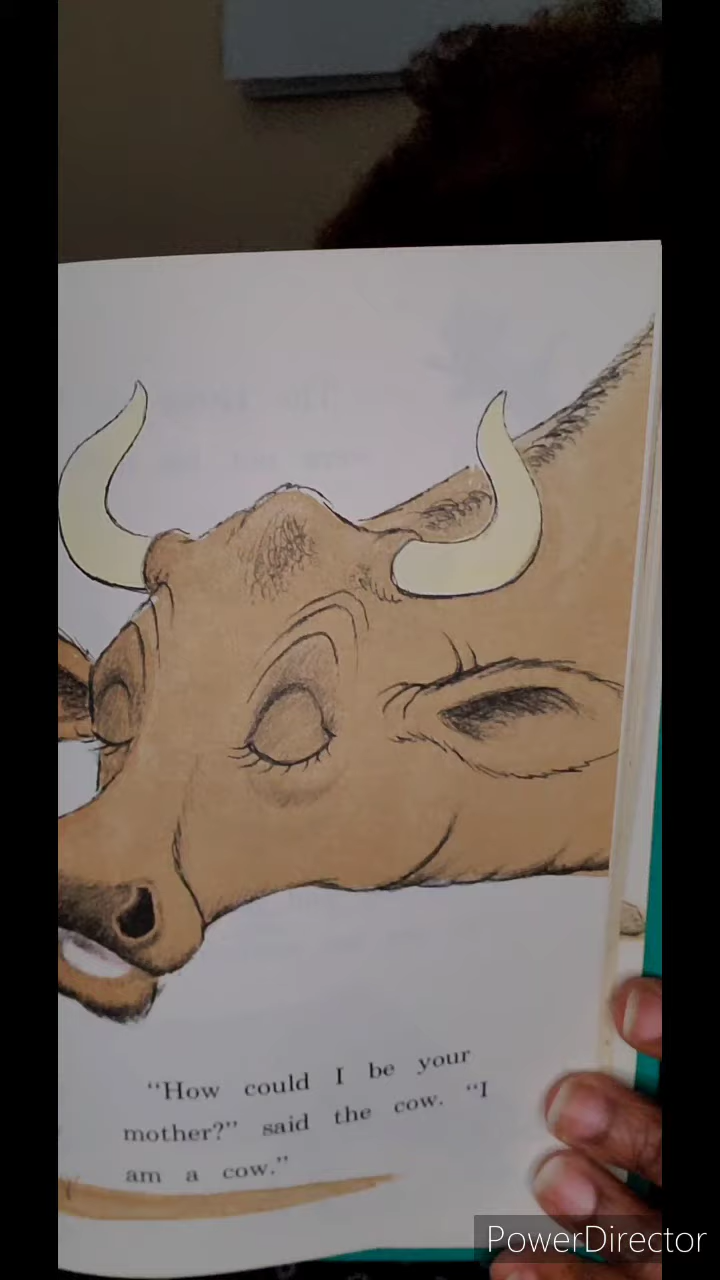 “How could I be your
mother?” said the cow. “I
am a cow.”
PowerDirector